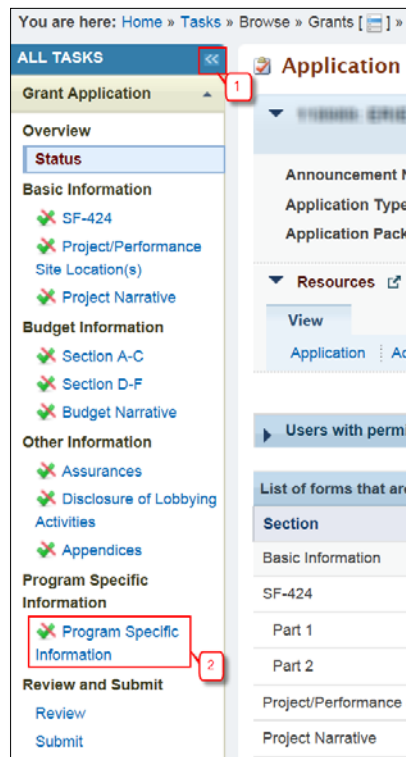 You are here: Home » Tasks » Browse » Grants [ ] »
ALL TASKS
«
1
Grant Application
Overview
Status
Basic Information
SF-424
Project/Performance
Site Location(s)
Project Narrative
Budget Information
Section A-C
Section D-F
Budget Narrative
Other Information
Assurances
Disclosure of Lobbying
Activities
Appendices
Program Specific
Information
Program Specific
Information
2
Review and Submit
Review
Submit
Application
Announcement
Application Type
Application Pack
Resources
View
Application
Users with permi
List of forms that are
Section
Basic Information
SF-424
Part 1
Part 2
Project/Performance
Project Narrative